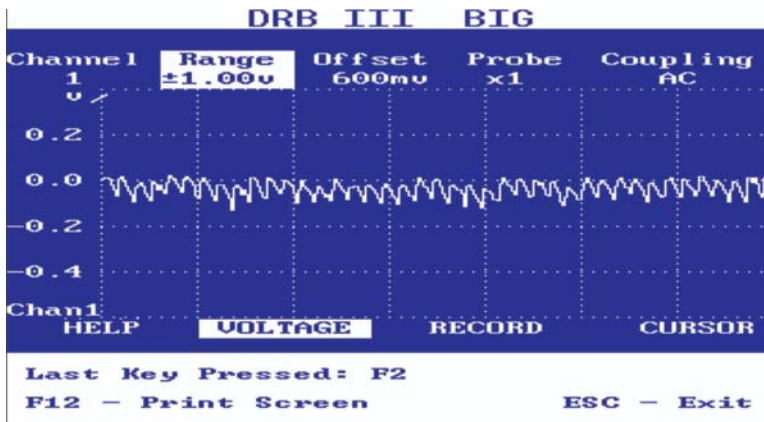 DRB III BIG
Channel Range Offset Probe Coupling
1 ±1.00v 600mv x1 AC
v
0.2
0.0
-0.2
-0.4
Chan1
HELP VOLTAGE RECORD CURSOR
Last Key Pressed: F2
F12 - Print Screen ESC - Exit